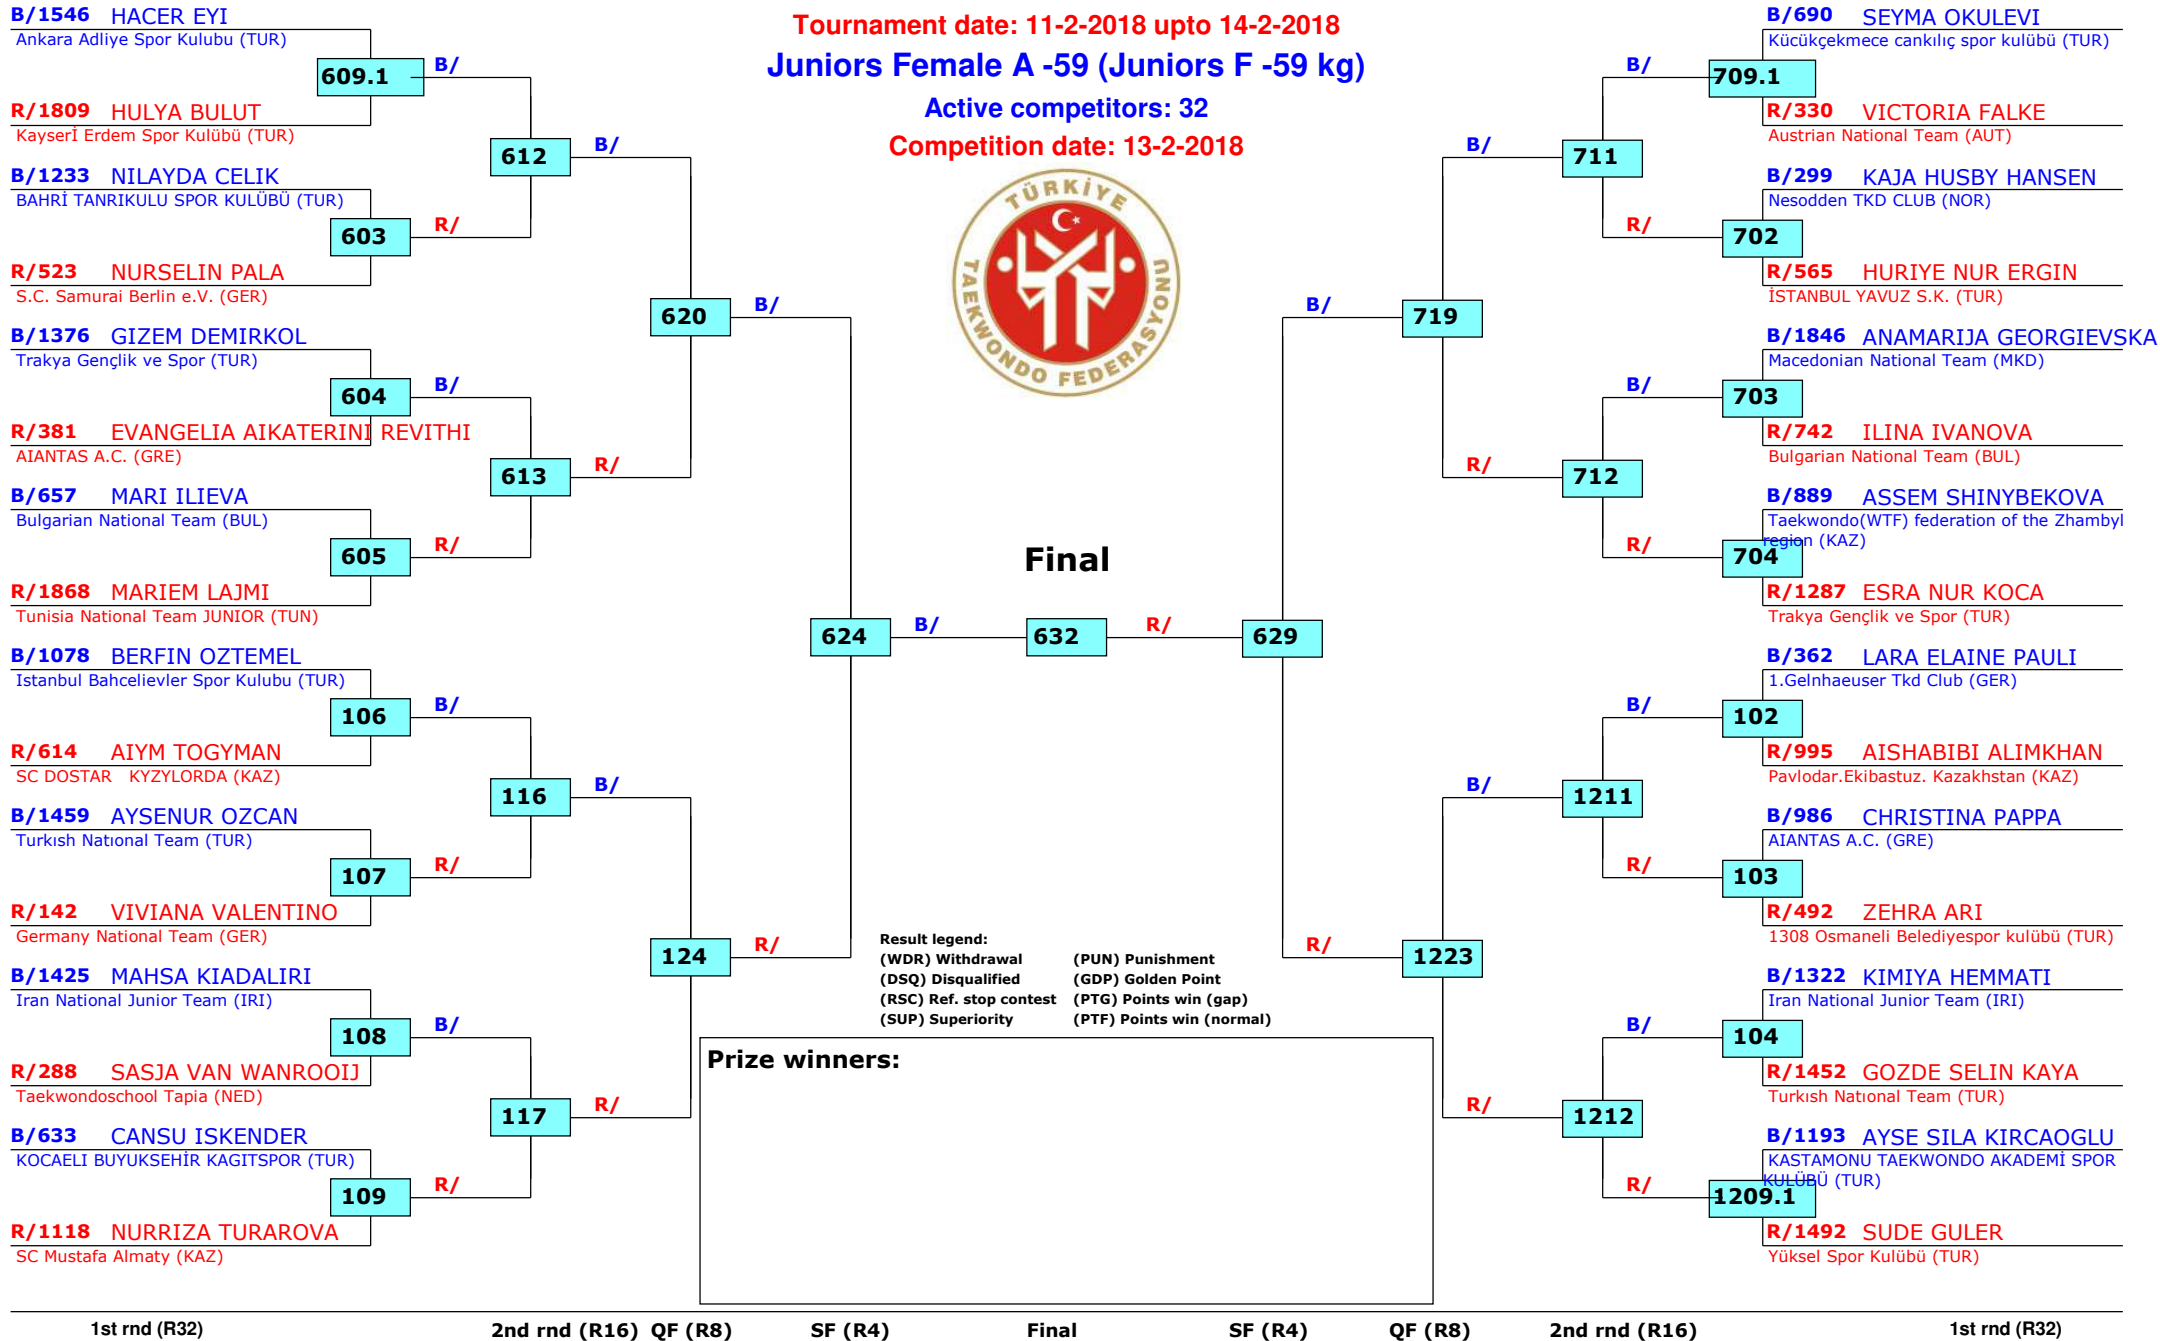 Tournament date: 11-2-2018 upto 14-2-2018
Juniors Female A -59 (Juniors F -59 kg)
Active competitors: 32
Competition date: 13-2-2018
TÜRKİYE
TAEKWONDO FEDERASYONU
B/1546 HACER EYI
Ankara Adliye Spor Kulubu (TUR)
609.1
B/
R/1809 HULYA BULUT
Kayserİ Erdem Spor Kulübü (TUR)
612
B/
B/1233 NILAYDA CELIK
BAHRİ TANRIKULU SPOR KULÜBÜ (TUR)
603
R/
R/523 NURSELIN PALA
S.C. Samurai Berlin e.V. (GER)
620
B/
B/1376 GIZEM DEMIRKOL
Trakya Gençlik ve Spor (TUR)
604
B/
R/381 EVANGELIA AIKATERINI REVITHI
AIANTAS A.C. (GRE)
613
R/
B/657 MARI ILIEVA
Bulgarian National Team (BUL)
605
R/
R/1868 MARIEM LAJMI
Tunisia National Team JUNIOR (TUN)
624
B/
B/1078 BERFIN OZTEMEL
Istanbul Bahcelievler Spor Kulubu (TUR)
106
B/
R/614 AIYM TOGYMAN
SC DOSTAR KYZYLORDA (KAZ)
116
B/
B/1459 AYSENUR OZCAN
Turkısh Natıonal Team (TUR)
107
R/
R/142 VIVIANA VALENTINO
Germany National Team (GER)
124
R/
B/1425 MAHSA KIADALIRI
Iran National Junior Team (IRI)
108
B/
R/288 SASJA VAN WANROOIJ
Taekwondoschool Tapia (NED)
117
R/
B/633 CANSU ISKENDER
KOCAELI BUYUKSEHİR KAGITSPOR (TUR)
109
R/
R/1118 NURRIZA TURAROVA
SC Mustafa Almaty (KAZ)
Final
632
R/
629
B/690 SEYMA OKULEVI
Kücükçekmece cankılıç spor kulübü (TUR)
B/
709.1
R/330 VICTORIA FALKE
Austrian National Team (AUT)
B/
711
B/299 KAJA HUSBY HANSEN
Nesodden TKD CLUB (NOR)
R/
702
R/565 HURIYE NUR ERGIN
İSTANBUL YAVUZ S.K. (TUR)
B/
719
B/1846 ANAMARIJA GEORGIEVSKA
Macedonian National Team (MKD)
B/
703
R/742 ILINA IVANOVA
Bulgarian National Team (BUL)
R/
712
B/889 ASSEM SHINYBEKOVA
Taekwondo(WTF) federation of the Zhambyl
region (KAZ)
R/
704
R/1287 ESRA NUR KOCA
Trakya Gençlik ve Spor (TUR)
B/362 LARA ELAINE PAULI
1.Gelnhaeuser Tkd Club (GER)
B/
102
R/995 AISHABIBI ALIMKHAN
Pavlodar.Ekibastuz. Kazakhstan (KAZ)
B/
1211
B/986 CHRISTINA PAPPA
AIANTAS A.C. (GRE)
R/
103
R/492 ZEHRA ARI
1308 Osmaneli Belediyespor kulübü (TUR)
R/
1223
B/1322 KIMIYA HEMMATI
Iran National Junior Team (IRI)
B/
104
R/1452 GOZDE SELIN KAYA
Turkısh Natıonal Team (TUR)
R/
1212
B/1193 AYSE SILA KIRCAOGLU
KASTAMONU TAEKWONDO AKADEMİ SPOR
KULÜBÜ (TUR)
R/
1209.1
R/1492 SUDE GULER
Yüksel Spor Kulübü (TUR)
Result legend:
(WDR) Withdrawal (PUN) Punishment
(DSQ) Disqualified (GDP) Golden Point
(RSC) Ref. stop contest (PTG) Points win (gap)
(SUP) Superiority (PTF) Points win (normal)
Prize winners:
1st rnd (R32) 2nd rnd (R16) QF (R8) SF (R4) Final SF (R4) QF (R8) 2nd rnd (R16) 1st rnd (R32)